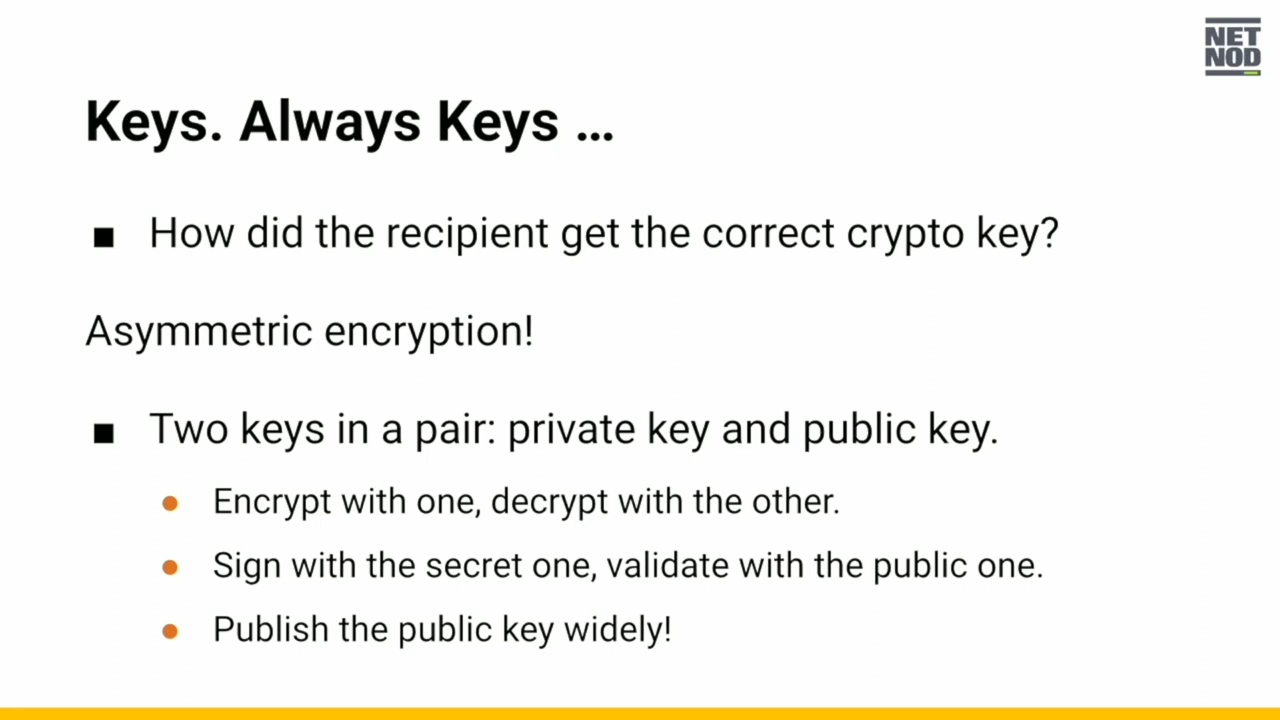 NET
NOD
Keys. Always Keys ...
■ How did the recipient get the correct crypto key?
Asymmetric encryption!
■ Two keys in a pair: private key and public key.
● Encrypt with one, decrypt with the other.
● Sign with the secret one, validate with the public one.
● Publish the public key widely!